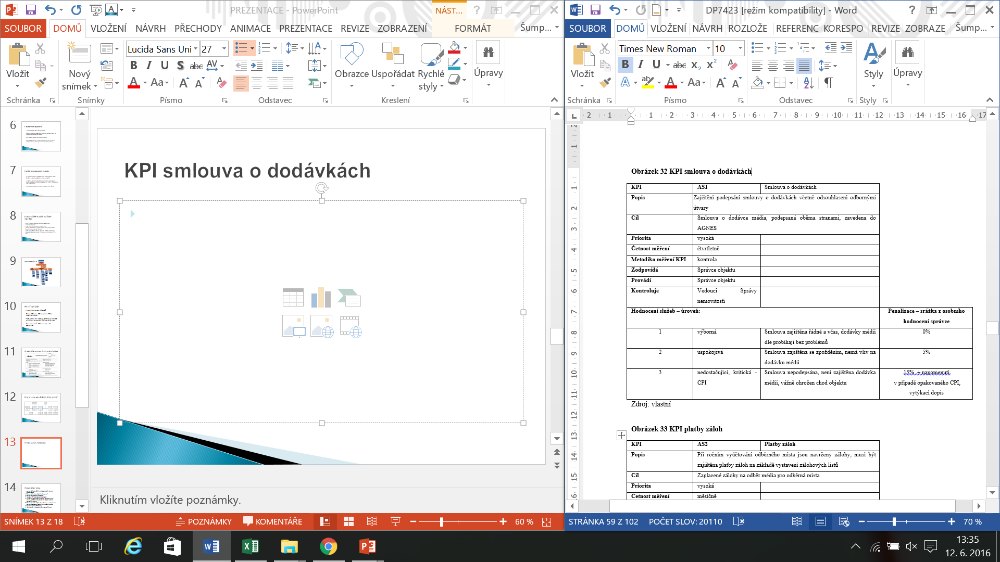 PREZENTACE - PowerPoint
NÁST...
SOUBOR
DOMŮ
VLOŽENÍ
NÁVRH
PŘECHODY
ANIMACE
PREZENTACE
REVIZE
ZOBRAZENÍ
FORMÁT
Šump...
Vložit
Nový
snímek
Lucida Sans Uni
27
Obrazce
Uspořádat
Rychlé
styly
Úpravy
Schránka
Snímky
Písmo
Odstavec
Kreslení
6
7
8
9
10
11
12
13
14
KPI smlouva o dodávkách
Kliknutím vložíte poznámky.
SNÍMEK 13 Z 18
POZNÁMKY
KOMENTÁŘE
60 %
DP7423 [režim kompatibility] - Word
SOUBOR
DOMŮ
VLOŽENÍ
NÁVRH
ROZLOŽE
REFERENC
KORESPO
REVIZE
ZOBRAZE
Šump...
Vložit
Times New Roman
10
Styly
Úpravy
Schránka
Písmo
Odstavec
Styly
2 1 1 2 3 4 5 6 7 8 9 10 11 12 13 14 15 16 17
Obrázek 32 KPI smlouva o dodávkách
KPI AS1 Smlouva o dodávkách
Popis Zajištění podepsání smlouvy o dodávkách včetně odsouhlasení odbornými
útvary
Cíl Smlouva o dodávce média, podepsaná oběma stranami, zavedena do
AGNES
Priorita vysoká
Četnost měření čtvrtletně
Metodika měření KPI kontrola
Zodpovídá Správce objektu
Provádí Správce objektu
Kontroluje Vedoucí Správy
nemovitostí
Hodnocení služeb – úroveň: Penalizace – srážka z osobního
hodnocení správce
1 výborná Smlouva zajištěna řádně a včas, dodávky médií 0%
dle probíhají bez problémů
2 uspokojivá Smlouva zajištěna se zpožděním, nemá vliv na 5%
dodávku médií
3 nedostačující, kritická - Smlouva nepodepsána, není zajištěna dodávka 15% + napomenutí
CPI médií, vážně ohrožen chod objektu v případě opakovaného CPI,
vytýkací dopis
Zdroj: vlastní
Obrázek 33 KPI platby záloh
KPI AS2 Platby záloh
Popis Při ročním vyúčtování odběrného místa jsou navrženy zálohy, musí být
zajištěna platby záloh na základě vystavení zálohových listů
Cíl Zaplacené zálohy na odběr média pro odběrná místa
Priorita vysoká
Četnost měření měsíčně
STRÁNKA 59 Z 102
POČET SLOV: 20110
70 %
13:35
12. 6. 2016